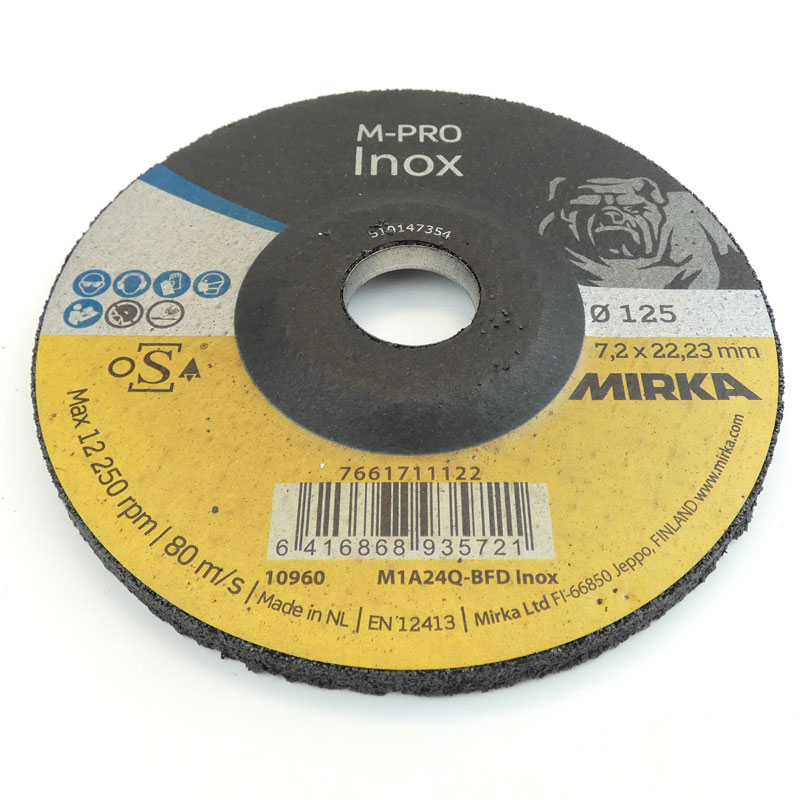 M-PRO
Inox
510147354
Ø 125
7,2 x 22,23 mm
MIRKA
oSa
Max 12 250 rpm | 80 m/s
7661711122
6 416868 935721
10960 M1A24Q-BFD Inox
| Made in NL | EN 12413 | Mirka Ltd FI-66850 Jeppo, FINLAND www.mirka.com